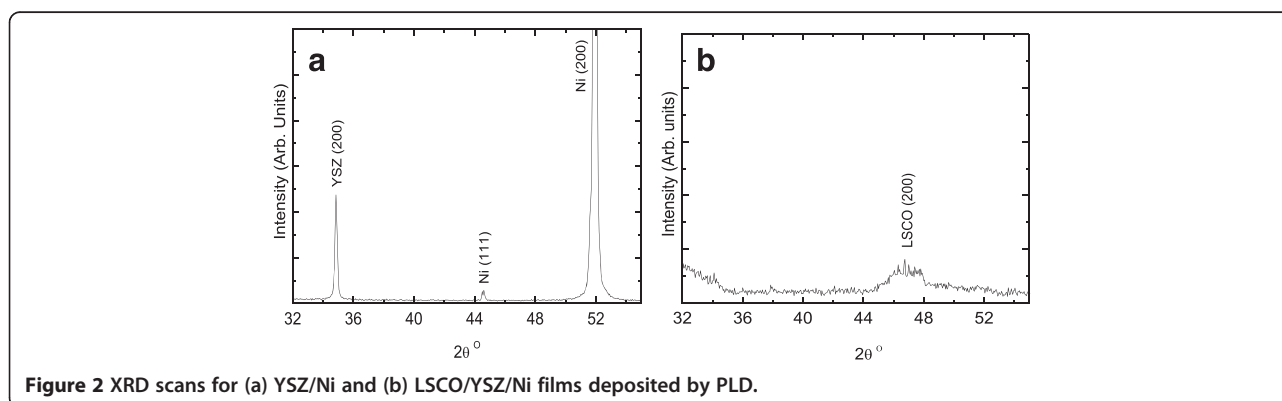 a
Intensity (Arb. Units)
YSZ (200)
Ni (111)
Ni (200)
32 36 40 44 48 52
2θ °
b
Intensity (Arb. units)
LSCO (200)
32 36 40 44 48 52
2θ °
Figure 2 XRD scans for (a) YSZ/Ni and (b) LSCO/YSZ/Ni films deposited by PLD.